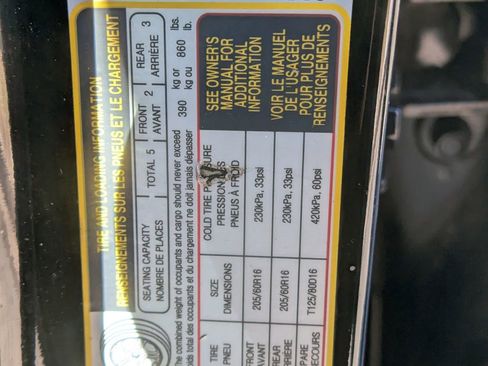 TIRE AND LOADING INFORMATION
RENSEIGNEMENTS SUR LES PNEUS ET LE CHARGEMENT
SEATING CAPACITY TOTAL 5 FRONT 2 REAR 3
NOMBRE DE PLACES AVANT ARRIÈRE
The combined weight of occupants and cargo should never exceed 390 kg or 860 lbs.
poids total des occupants et du chargement ne doit jamais dépasser kg ou lb.
TIRE SIZE COLD TIRE PRESSURE
PNEU DIMENSIONS PRESSION DES
PNEUS À FROID
SEE OWNER'S
MANUAL FOR
ADDITIONAL
INFORMATION
FRONT 205/60R16 230kPa, 33psi
AVANT
REAR 205/60R16 230kPa, 33psi
ARRIÈRE
SPARE T125/80D16 420kPa, 60psi
SECOURS
VOIR LE MANUEL
DE L'USAGER
POUR PLUS DE
RENSEIGNEMENTS